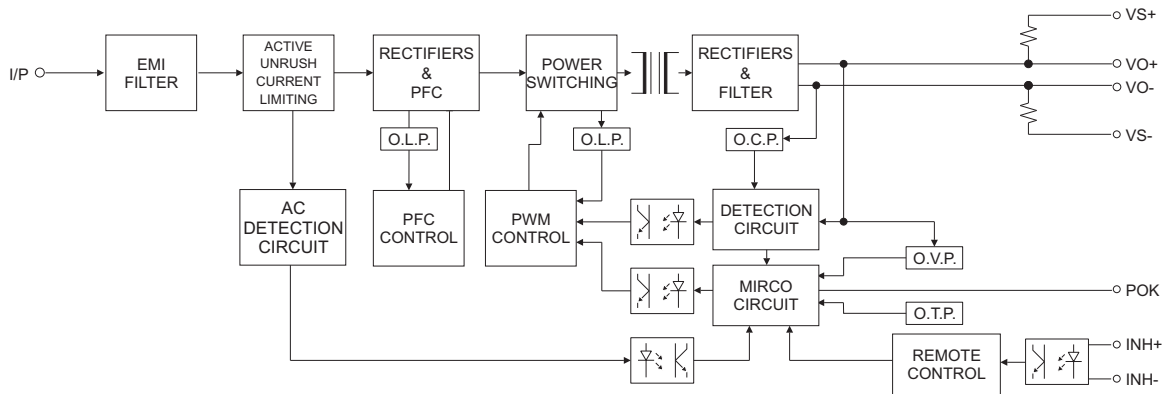 VS+
I/P
EMI
FILTER
ACTIVE
UNRUSH
CURRENT
LIMITING
RECTIFIERS
&
PFC
POWER
SWITCHING
RECTIFIERS
&
FILTER
VO+
VO-
VS-
O.L.P.
O.L.P.
O.C.P.
AC
DETECTION
CIRCUIT
PFC
CONTROL
PWM
CONTROL
DETECTION
CIRCUIT
O.V.P.
MIRCO
CIRCUIT
POK
O.T.P.
REMOTE
CONTROL
INH+
INH-